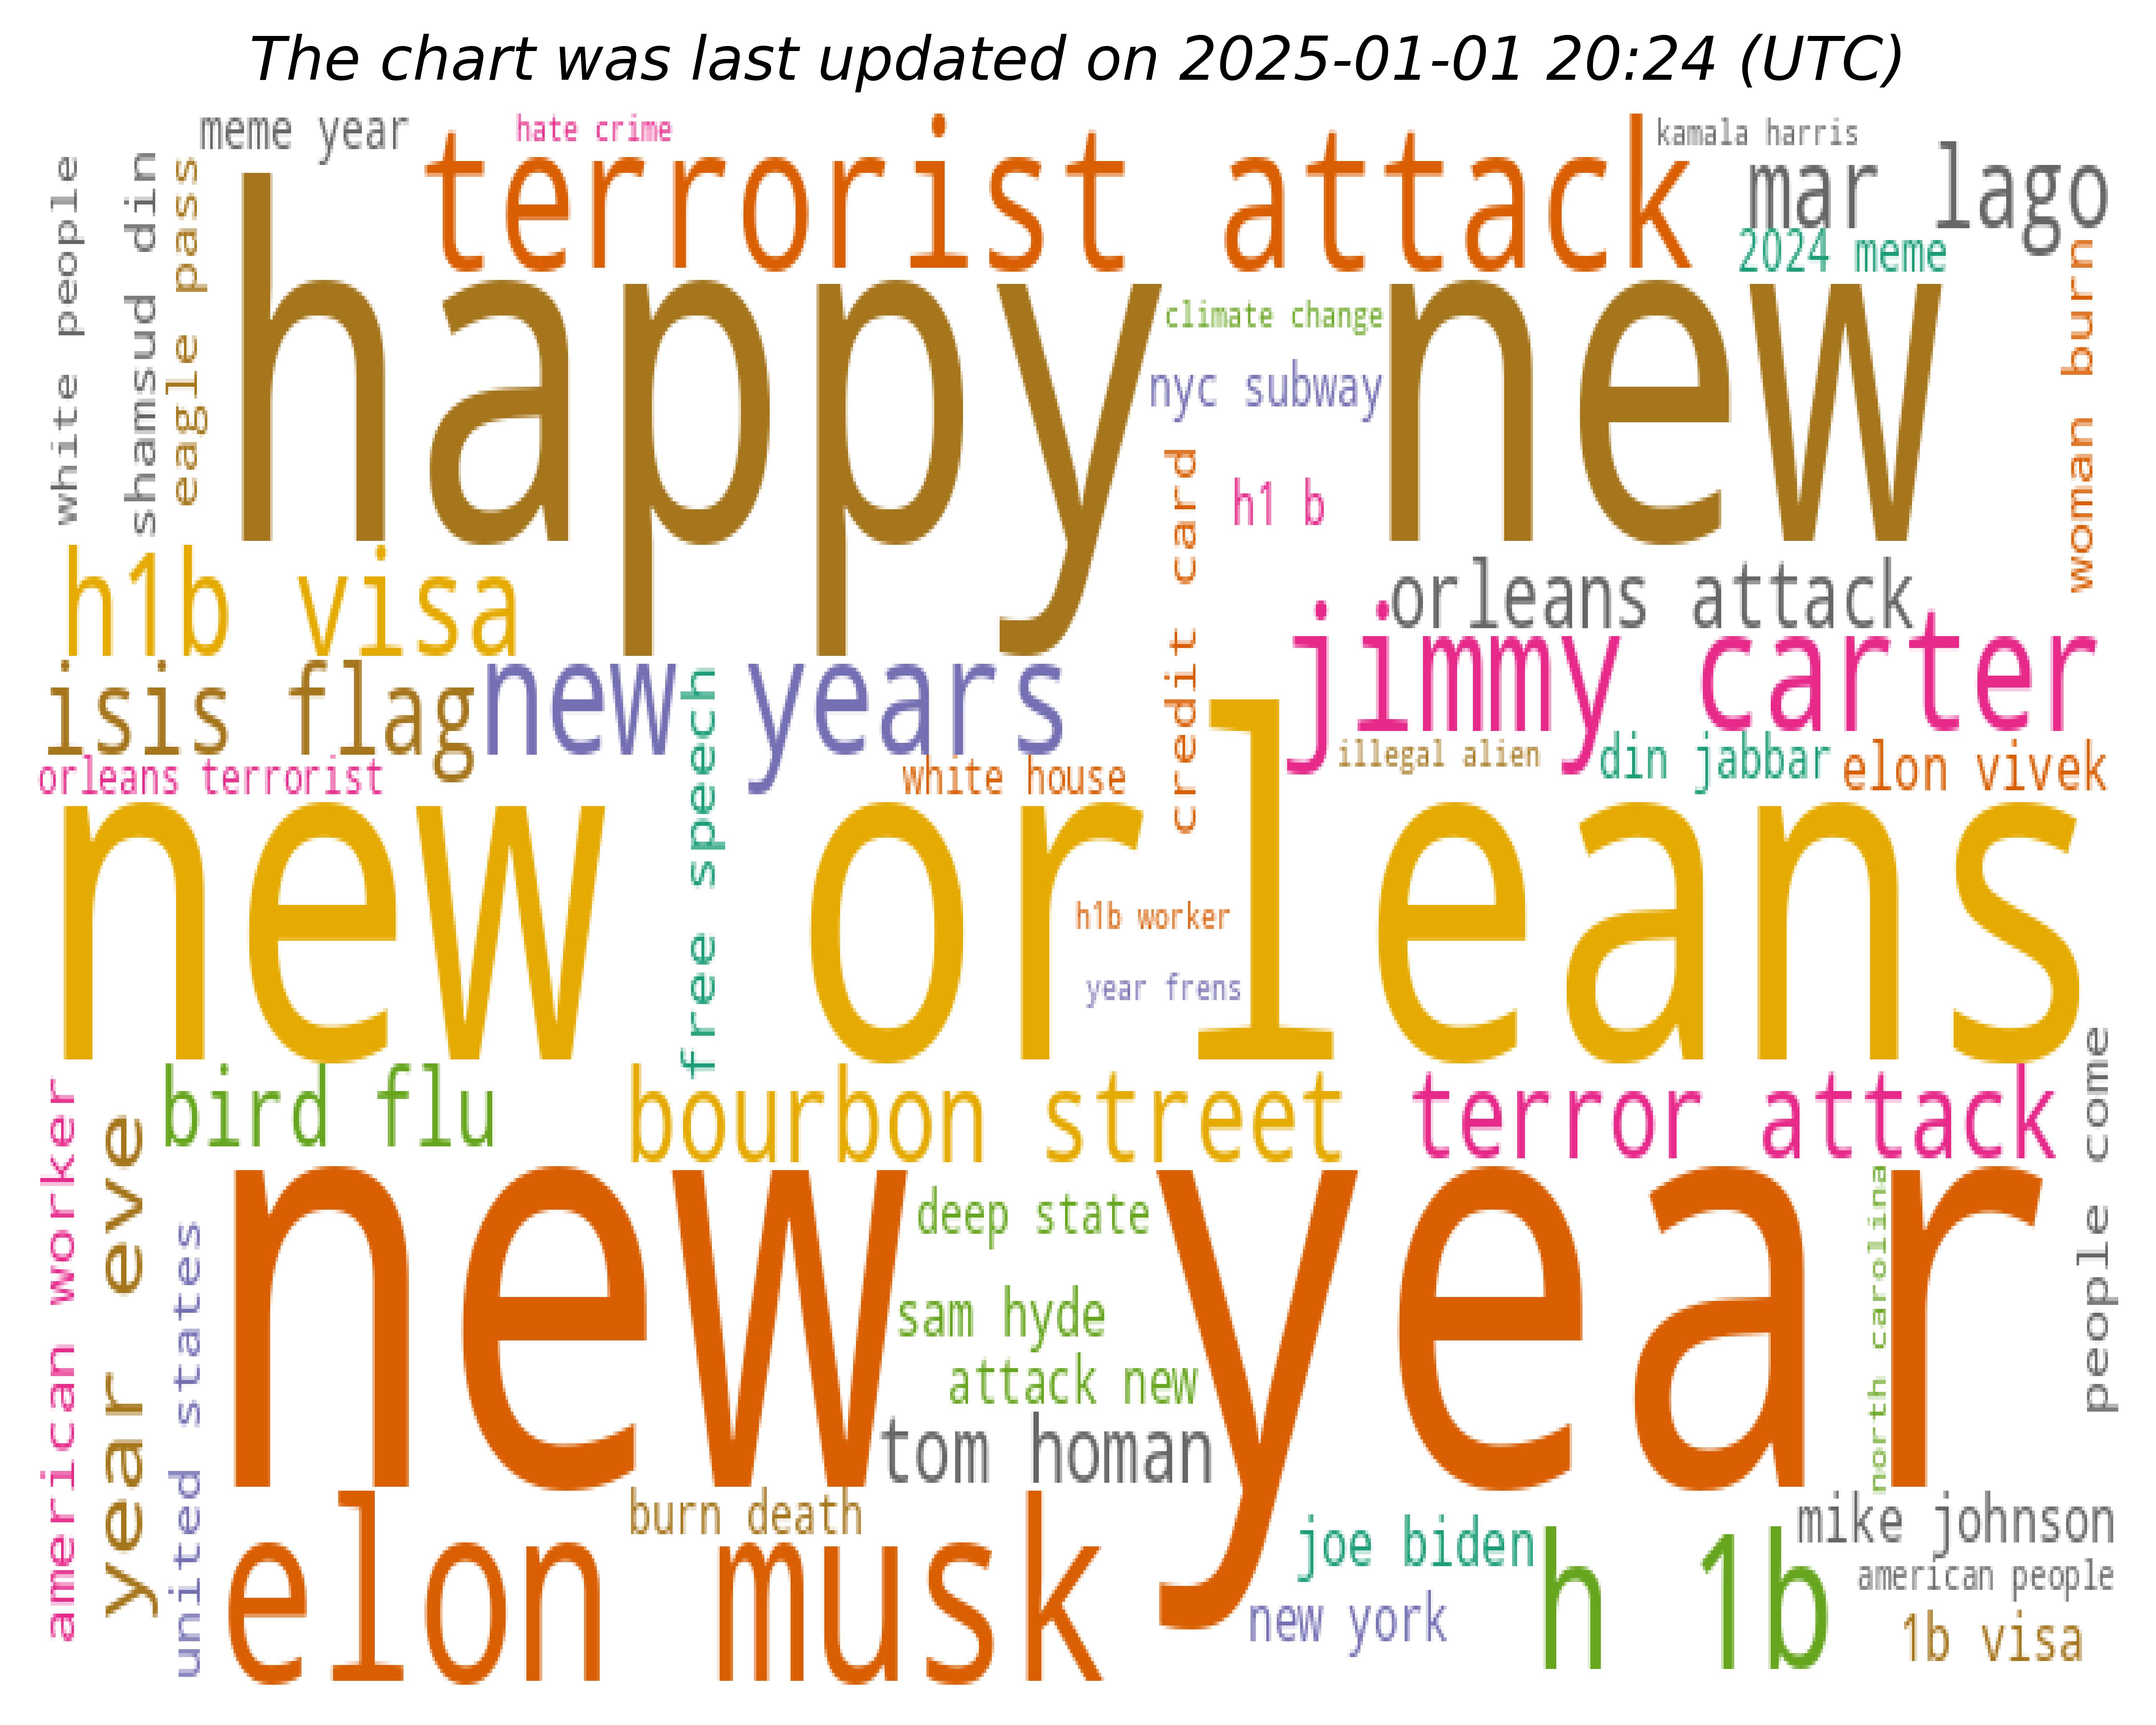 The chart was last updated on 2025-01-01 20:24 (UTC)
meme year
hate crime
kamala harris
terrorist attack
mar lago
2024 meme
white people
shamsud din
eagle pass
woman burn
happy new
climate change
nyc subway
h1 b
credit card
h1b visa
orleans attack
jimmy carter
isis flag
new years
free speech
orleans terrorist
white house
illegal alien
din jabbar
elon vivek
new orleans
h1b worker
year frens
bird flu
bourbon street
terror attack
people come
american worker
year eve
united states
new year
deep state
sam hyde
attack new
tom homan
north carolina
burn death
elon musk
joe biden
new york
h 1b
mike johnson
american people
1b visa